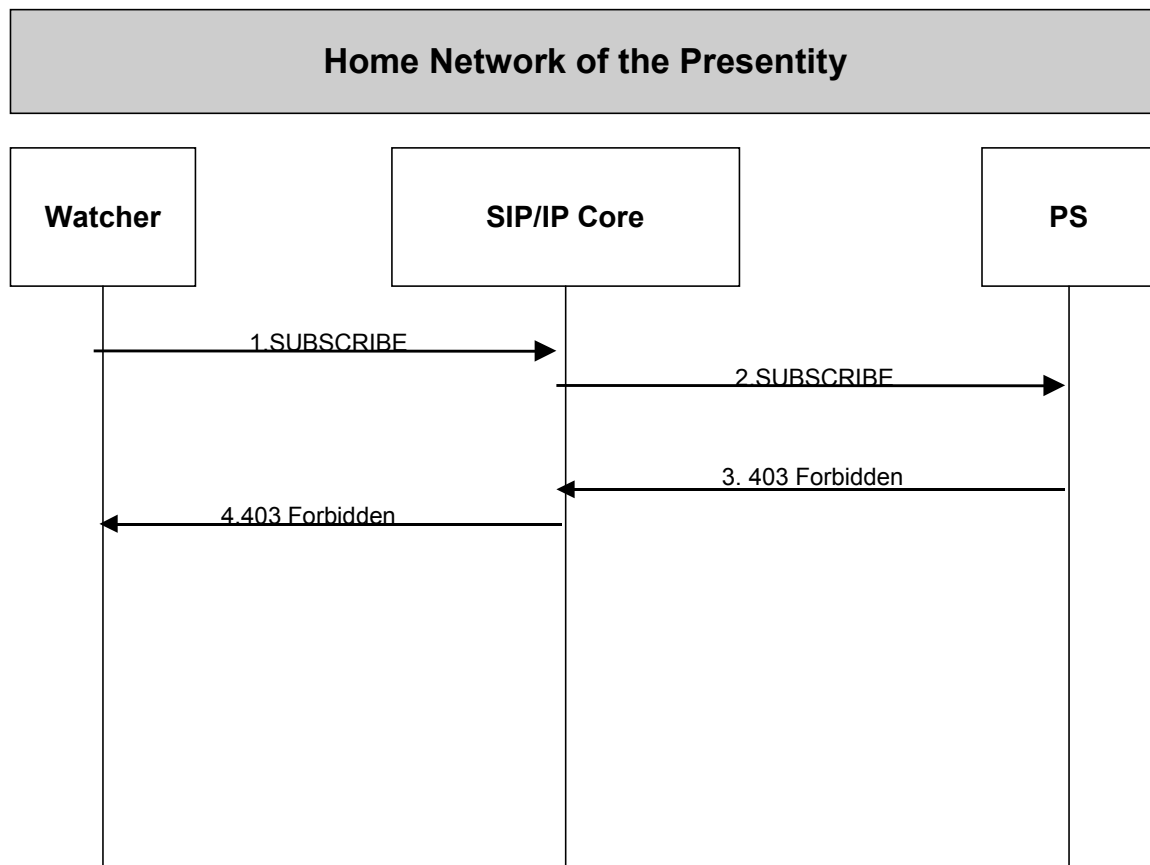 Home Network of the Presentity
Watcher
SIP/IP Core
PS
1.SUBSCRIBE
2.SUBSCRIBE
3. 403 Forbidden
4.403 Forbidden